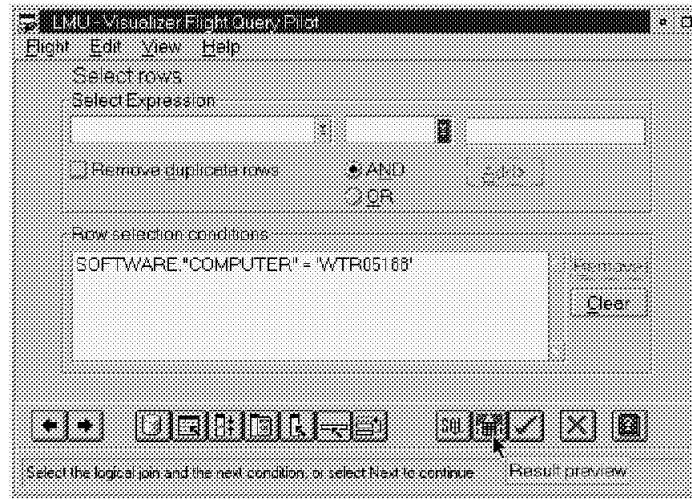 LMU - Visualizer Flight Query Pilot
Flight Edit View Help
Select rows
Select Expression
Remove duplicate rows
AND
Add>
OR
Row selection conditions
SOFTWARE."COMPUTER" = 'WTR05188'
Remove
Clear
SQL
Select the logical join and the next condition, or select Next to continue
Result preview